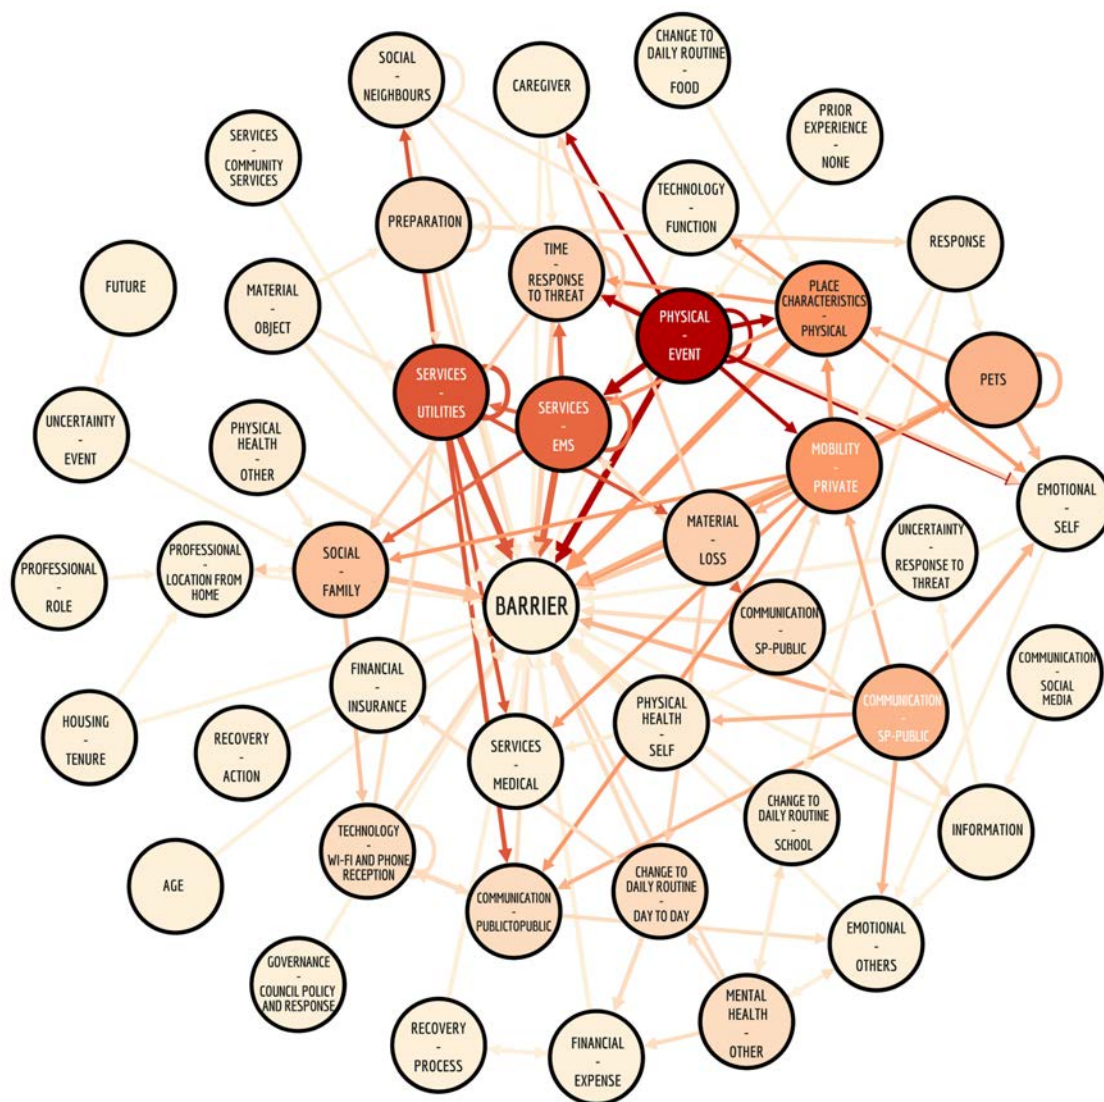 CHANGE TO
DAILY ROUTINE
-
FOOD
SOCIAL
-
NEIGHBOURS
CAREGIVER
PRIOR
EXPERIENCE
-
NONE
SERVICES
-
COMMUNITY
SERVICES
TECHNOLOGY
-
FUNCTION
PREPARATION
RESPONSE
TIME
-
RESPONSE
TO THREAT
FUTURE
MATERIAL
-
OBJECT
PLACE
CHARACTERISTICS
-
PHYSICAL
PHYSICAL
-
EVENT
PETS
SERVICES
-
UTILITIES
SERVICES
-
EMS
UNCERTAINTY
-
EVENT
PHYSICAL
HEALTH
-
OTHER
MOBILITY
-
PRIVATE
EMOTIONAL
-
SELF
MATERIAL
-
LOSS
UNCERTAINTY
-
RESPONSE TO
THREAT
PROFESSIONAL
-
ROLE
PROFESSIONAL
-
LOCATION FROM
HOME
SOCIAL
-
FAMILY
BARRIER
COMMUNICATION
-
SP-PUBLIC
FINANCIAL
-
INSURANCE
COMMUNICATION
-
SOCIAL
MEDIA
HOUSING
-
TENURE
RECOVERY
-
ACTION
SERVICES
-
MEDICAL
PHYSICAL
HEALTH
-
SELF
COMMUNICATION
-
SP-PUBLIC
CHANGE TO
DAILY ROUTINE
-
SCHOOL
INFORMATION
TECHNOLOGY
-
WI-FI AND PHONE
RECEPTION
AGE
COMMUNICATION
-
PUBLICTOPUBLIC
CHANGE TO
DAILY ROUTINE
-
DAY TO DAY
EMOTIONAL
-
OTHERS
GOVERNANCE
-
COUNCIL POLICY
AND RESPONSE
RECOVERY
-
PROCESS
FINANCIAL
-
EXPENSE
MENTAL
HEALTH
-
OTHER